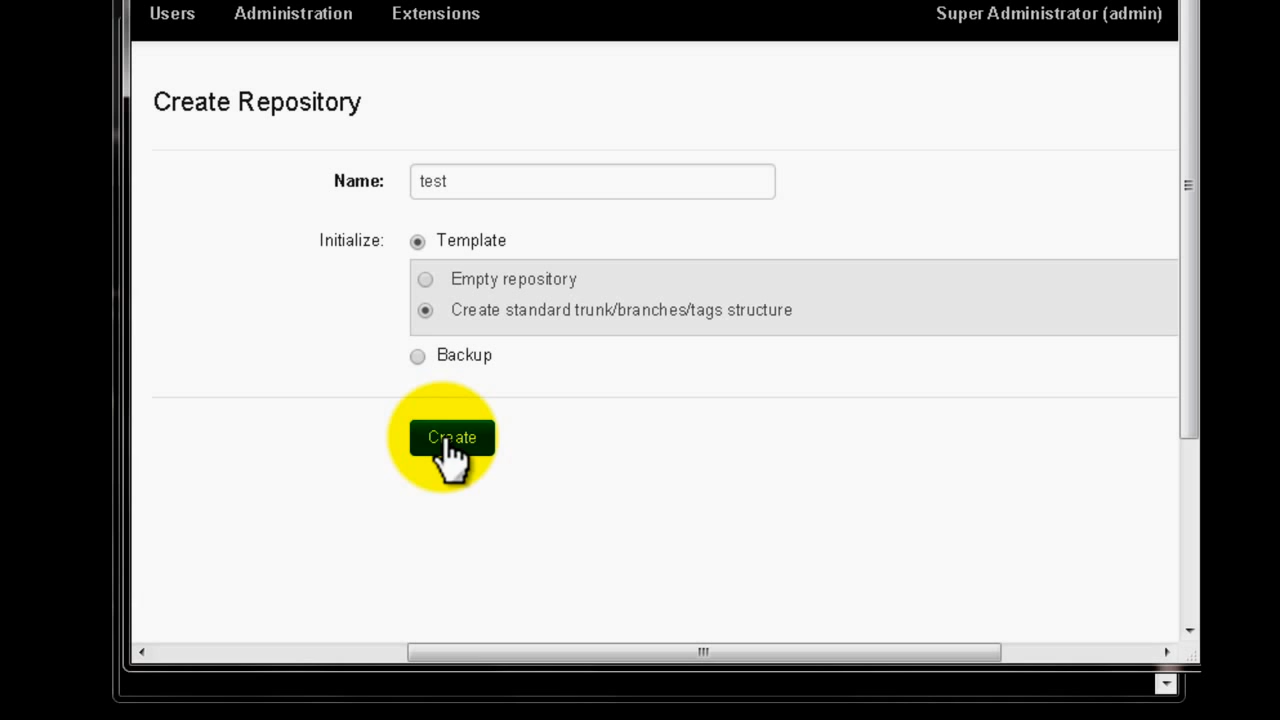 Users Administration Extensions Super Administrator (admin)
Create Repository
Name: test
Initialize: Template
Empty repository
Create standard trunk/branches/tags structure
Backup
Create